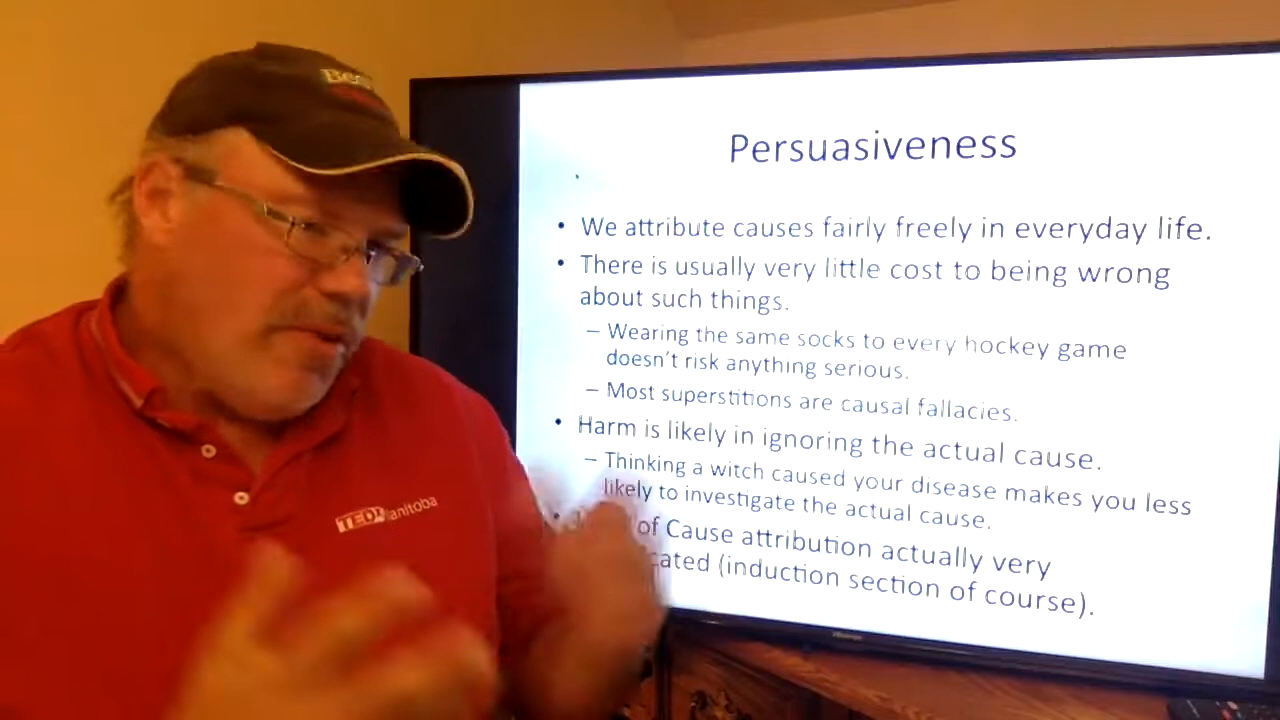 Persuasiveness
• We attribute causes fairly freely in everyday life.
• There is usually very little cost to being wrong
about such things.
– Wearing the same socks to every hockey game
doesn't risk anything serious.
– Most superstitions are causal fallacies.
• Harm is likely in ignoring the actual cause.
– Thinking a witch caused your disease makes you less
likely to investigate the actual cause.
• of Cause attribution actually very
(induction section of course).
TEDx Manitoba
Hisense